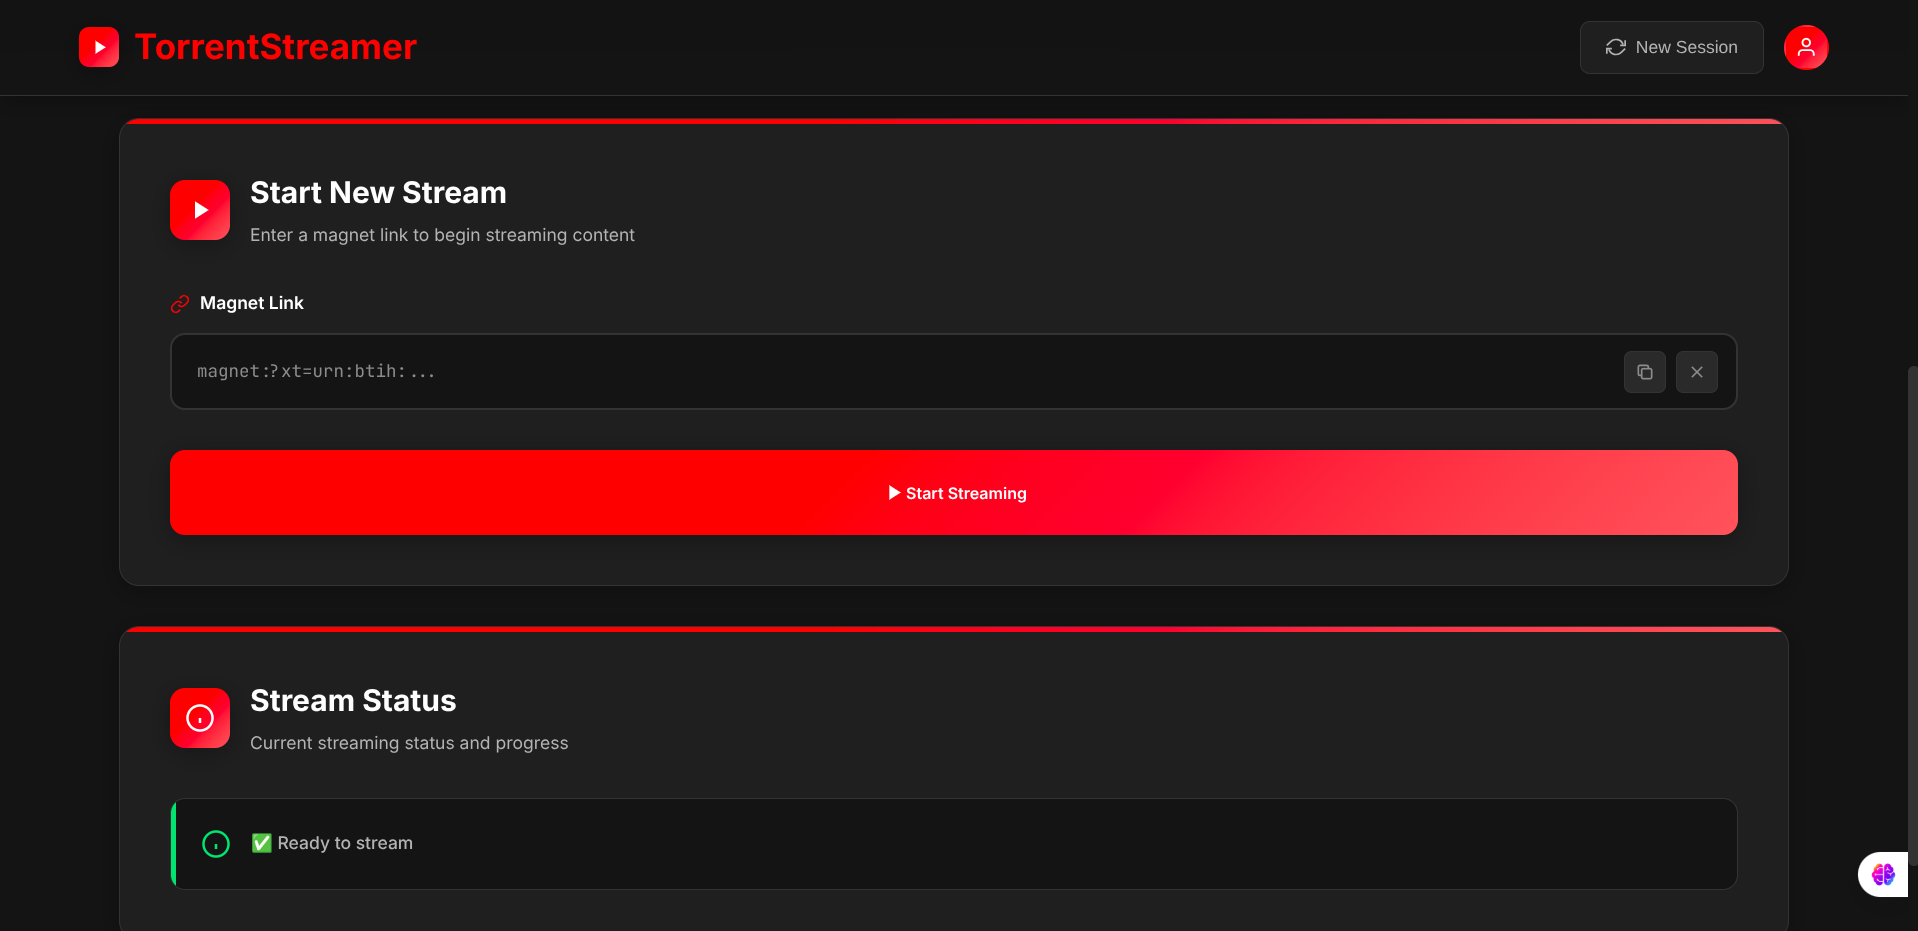 TorrentStreamer
New Session
Start New Stream
Enter a magnet link to begin streaming content
Magnet Link
magnet:?xt=urn:btih:...
Start Streaming
Stream Status
Current streaming status and progress
✅ Ready to stream